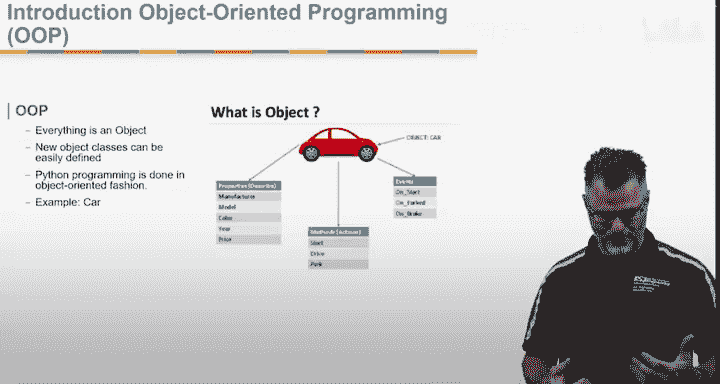 Introduction Object-Oriented Programming
(OOP)
OOP
– Everything is an Object
– New object classes can be
easily defined
– Python programming is done in
object-oriented fashion.
– Example: Car
What is Object ?
OBJECT: CAR
Properties (Describe)
Manufacture
Model
Color
Year
Price
Methods (Actions)
Start
Drive
Park
Events
On_Start
On_Parked
On_Brake